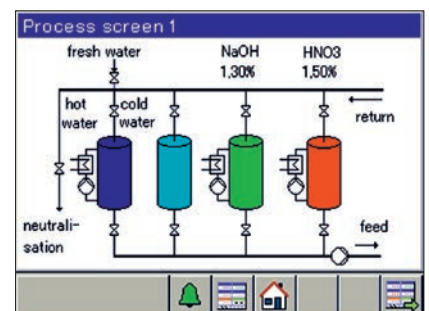 Process screen 1
fresh water
NaOH
HNO3
1,30%
1,50%
hot
water
cold
water
return
neutrali-
sation
feed